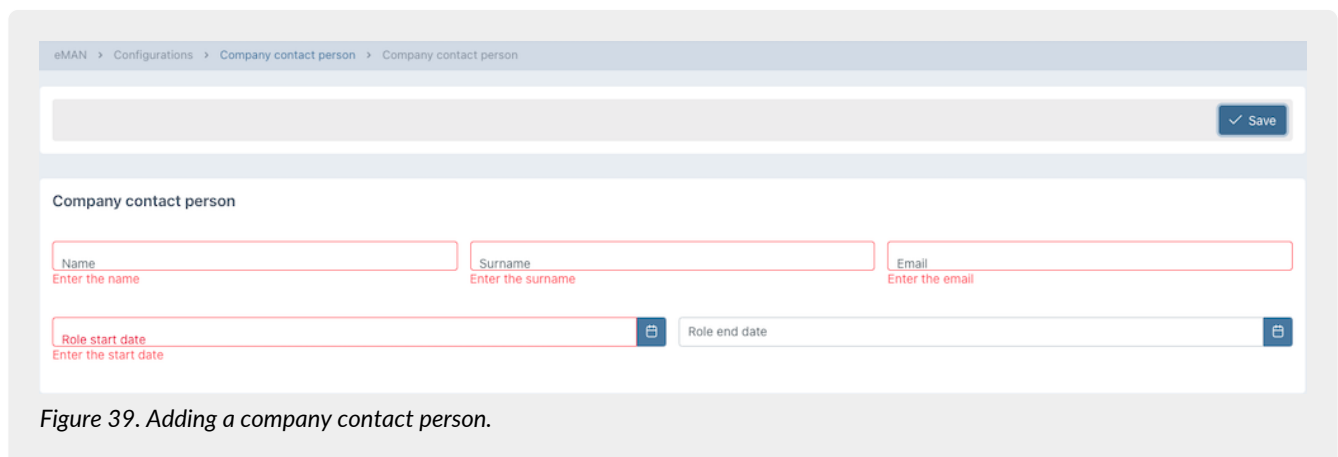 eMAN > Configurations > Company contact person > Company contact person
Save
Company contact person
Name Surname Email
Enter the name Enter the surname Enter the email
Role start date Role end date
Enter the start date
Figure 39. Adding a company contact person.